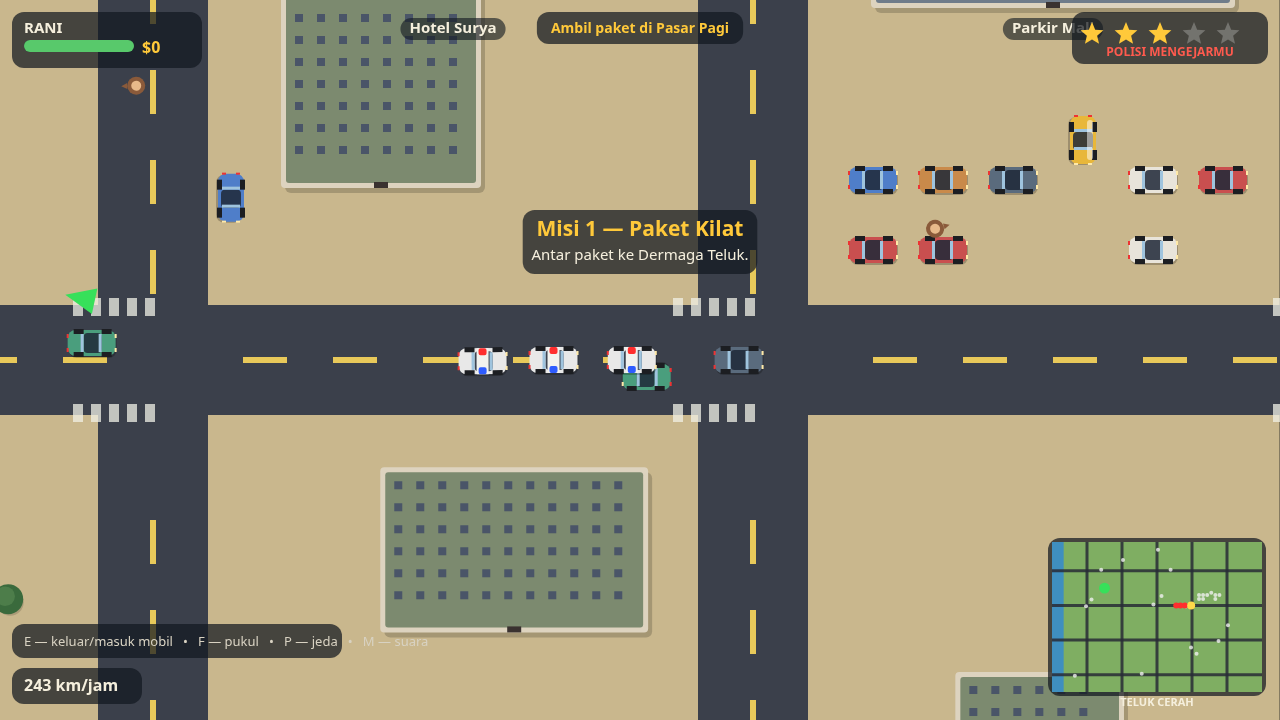 RANI
$0
Hotel Surya
Ambil paket di Pasar Pagi
Parkir
POLISI MENGEJARMU
Misi 1 — Paket Kilat
Antar paket ke Dermaga Teluk.
E — keluar/masuk mobil • F — pukul • P — jeda • M — suara
243 km/jam
TELUK CERAH